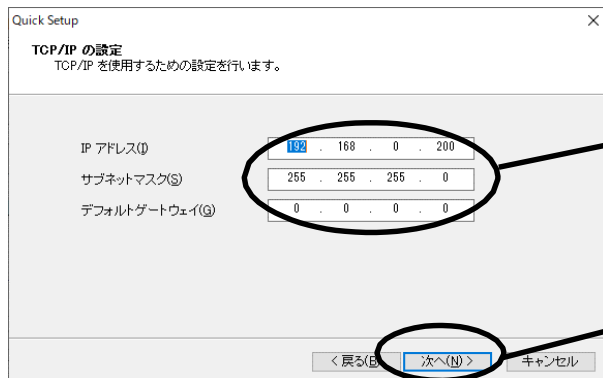 Quick Setup
TCP/IP の設定
TCP/IP を使用するための設定を行います。
IP アドレス(I) 192 . 168 . 0 . 200
サブネットマスク(S) 255 . 255 . 255 . 0
デフォルトゲートウェイ(G) 0 . 0 . 0 . 0
< 戻る(B 次へ(N) > キャンセル